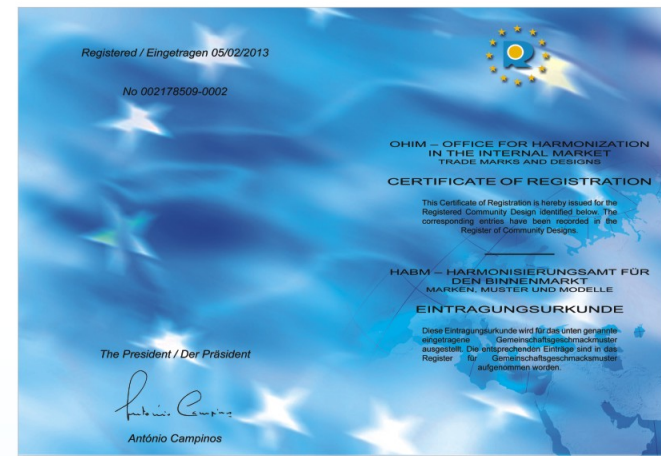 Registered / Eingetragen 05/02/2013
No 002178509-0002
The President / Der Präsident
António Campinos
OHIM – OFFICE FOR HARMONIZATION
IN THE INTERNAL MARKET
TRADE MARKS AND DESIGNS
CERTIFICATE OF REGISTRATION
This Certificate of Registration is hereby issued for the
Registered Community Design identified below. The
corresponding entries have been recorded in the
Register of Community Designs.
HABM – HARMONISIERUNGSAMT FÜR
DEN BINNENMARKT
MARKEN, MUSTER UND MODELLE
EINTRAGUNGSURKUNDE
Diese Eintragungsurkunde wird für das unten genannte
eingetragene Gemeinschaftsgeschmackmuster
ausgestellt. Die entsprechenden Einträge sind in das
Register für Gemeinschaftsgeschmacksmuster
aufgenommen worden.